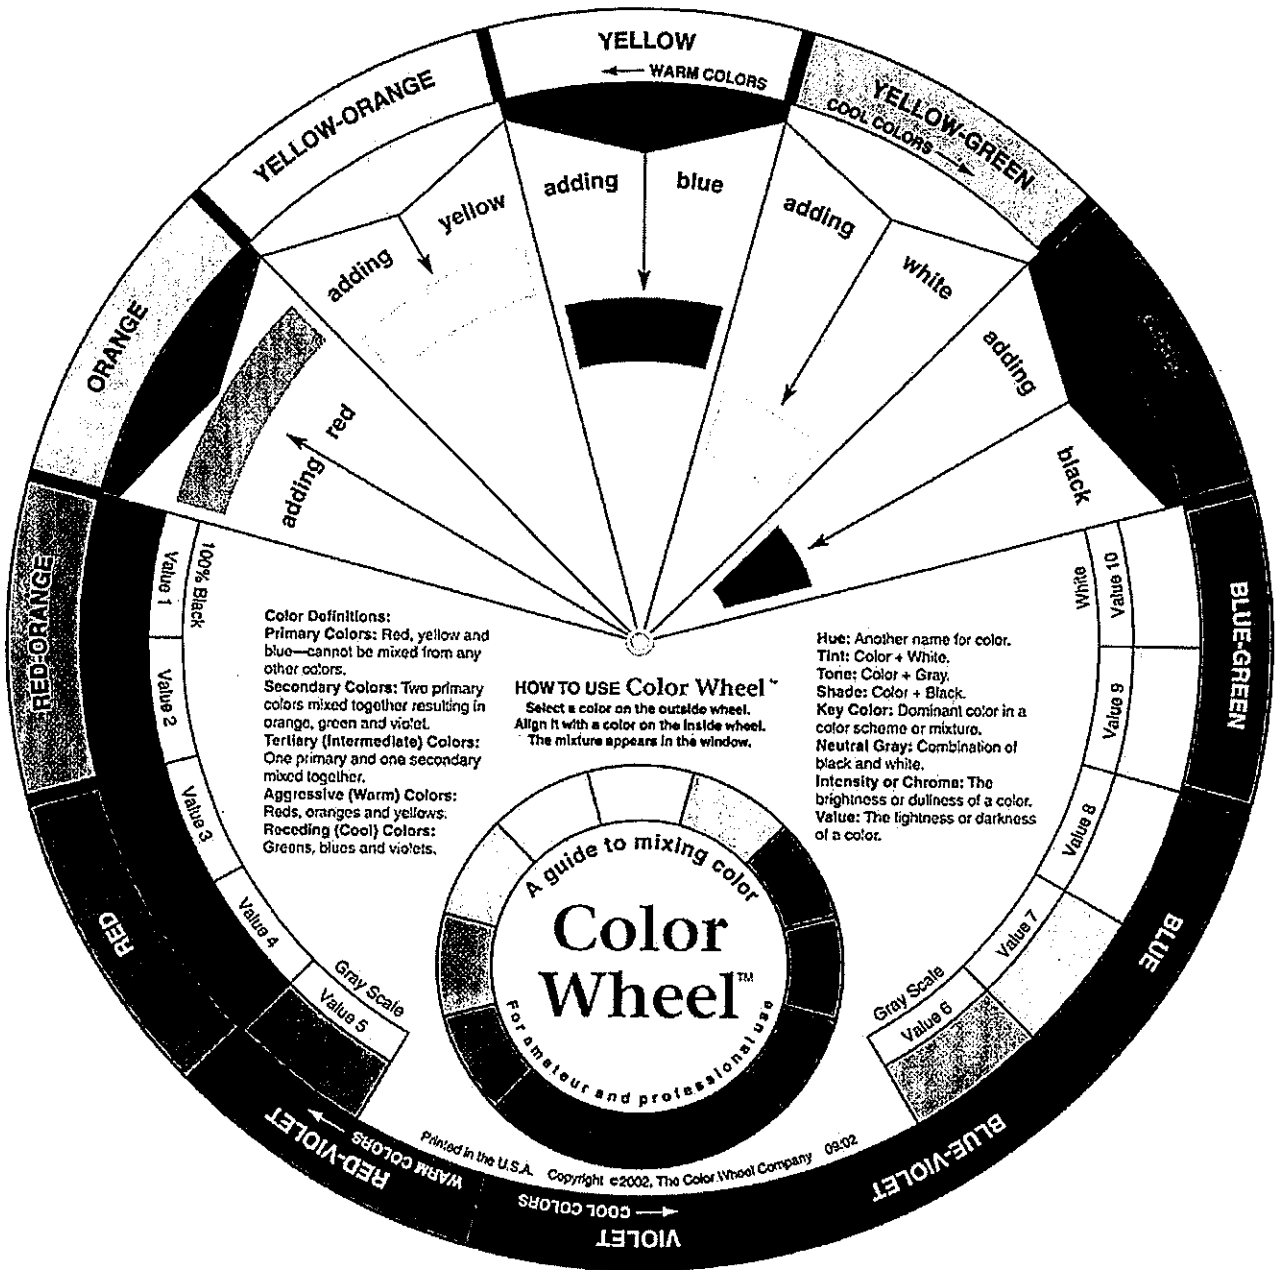 YELLOW
← WARM COLORS
YELLOW-GREEN
COOL COLORS →
BLUE-GREEN
BLUE
BLUE-VIOLET
VIOLET
← COOL COLORS
RED-VIOLET
WARM COLORS →
RED
RED-ORANGE
ORANGE
YELLOW-ORANGE
adding red
adding yellow
adding blue
adding white
adding black
100% Black
Value 1
Value 2
Value 3
Value 4
Value 5
Gray Scale
White
Value 10
Value 9
Value 8
Value 7
Value 6
Gray Scale
Color Definitions:
Primary Colors: Red, yellow and
blue—cannot be mixed from any
other colors.
Secondary Colors: Two primary
colors mixed together resulting in
orange, green and violet.
Tertiary (Intermediate) Colors:
One primary and one secondary
mixed together.
Aggressive (Warm) Colors:
Reds, oranges and yellows.
Receding (Cool) Colors:
Greens, blues and violets.
HOW TO USE Color Wheel™
Select a color on the outside wheel.
Align it with a color on the inside wheel.
The mixture appears in the window.
Hue: Another name for color.
Tint: Color + White.
Tone: Color + Gray.
Shade: Color + Black.
Key Color: Dominant color in a
color scheme or mixture.
Neutral Gray: Combination of
black and white.
Intensity or Chroma: The
brightness or dullness of a color.
Value: The lightness or darkness
of a color.
A guide to mixing color
Color
Wheel™
For amateur and professional use
Printed in the U.S.A. Copyright ©2002, The Color Wheel Company 09:02